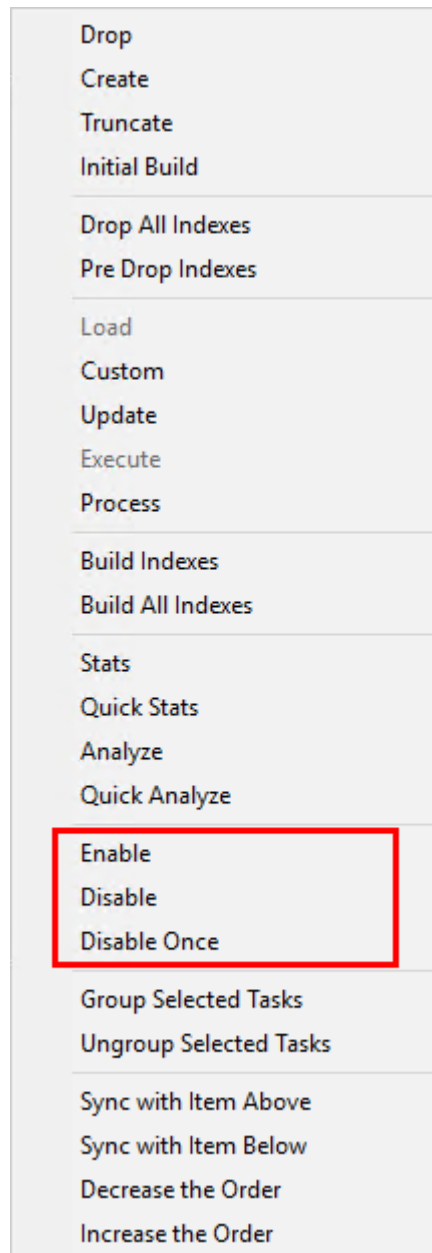 Drop
Create
Truncate
Initial Build
Drop All Indexes
Pre Drop Indexes
Load
Custom
Update
Execute
Process
Build Indexes
Build All Indexes
Stats
Quick Stats
Analyze
Quick Analyze
Enable
Disable
Disable Once
Group Selected Tasks
Ungroup Selected Tasks
Sync with Item Above
Sync with Item Below
Decrease the Order
Increase the Order